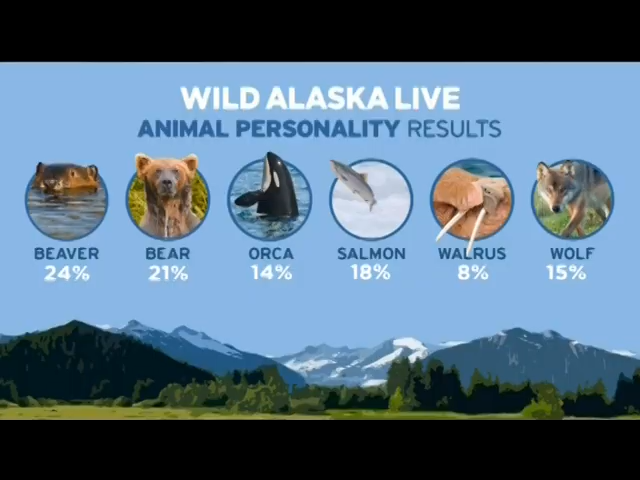 WILD ALASKA LIVE
ANIMAL PERSONALITY RESULTS
BEAVER BEAR ORCA SALMON WALRUS WOLF
24% 21% 14% 18% 8% 15%